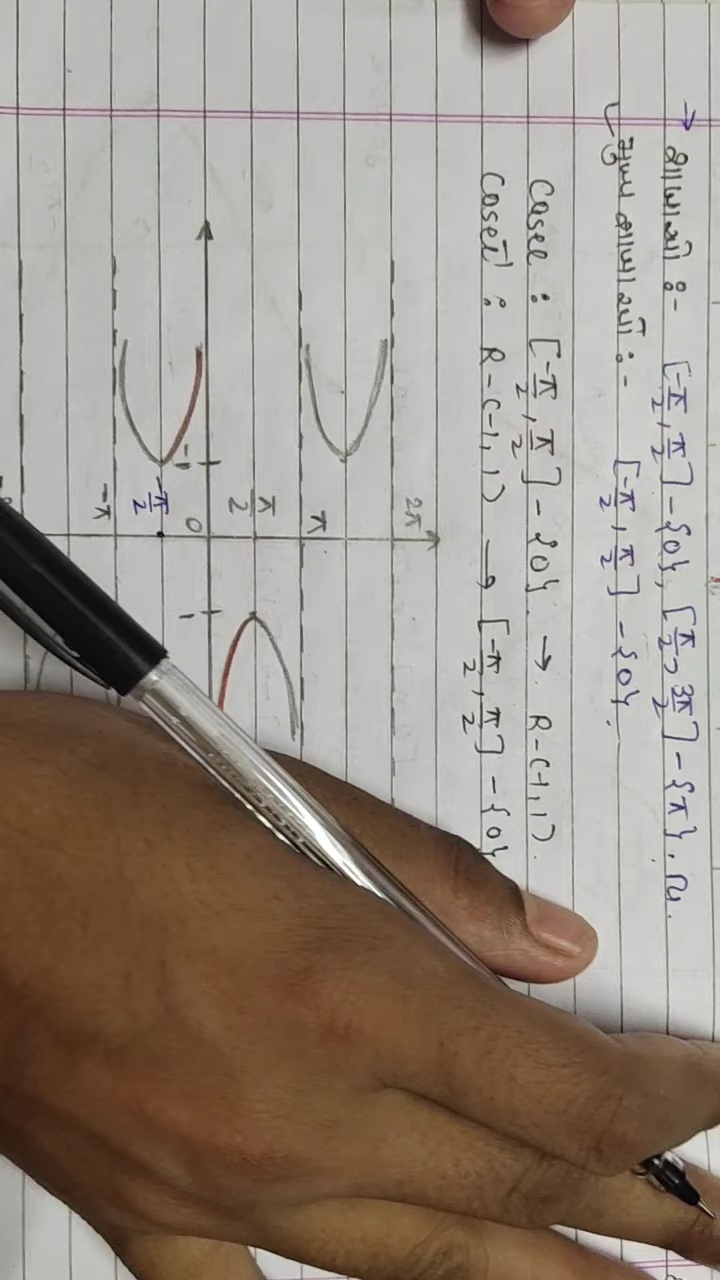 → શાખાઓ :- [-π/2, π/2] - {0}, [π/2, 3π/2] - {π},
મુખ્ય શાખાઓ :- [-π/2, π/2] - {0}.
Cosec : [-π/2, π/2] - {0} → R-(-1,1).
Cosec⁻¹ : R-(-1,1) → [-π/2, π/2] - {0}
2π
π
π/2
-1 0 1
-π/2
-π